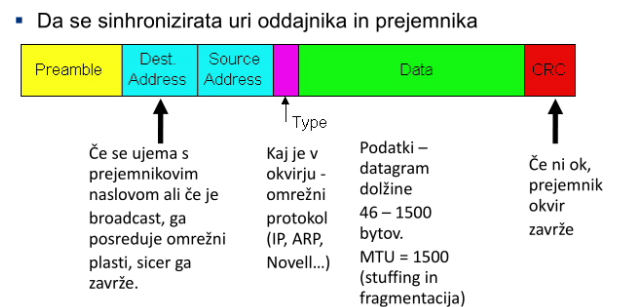 ▪ Da se sinhronizirata uri oddajnika in prejemnika
Preamble
Dest.
Address
Source
Address
Data
CRC
Type
Če se ujema s
prejemnikovim
naslovom ali če je
broadcast, ga
posreduje omrežni
plasti, sicer ga
zavrže.
Kaj je v
okvirju -
omrežni
protokol
(IP, ARP,
Novell…)
Podatki –
datagram
dolžine
46 – 1500
bytov.
MTU = 1500
(stuffing in
fragmentacija)
Če ni ok,
prejemnik
okvir
zavrže